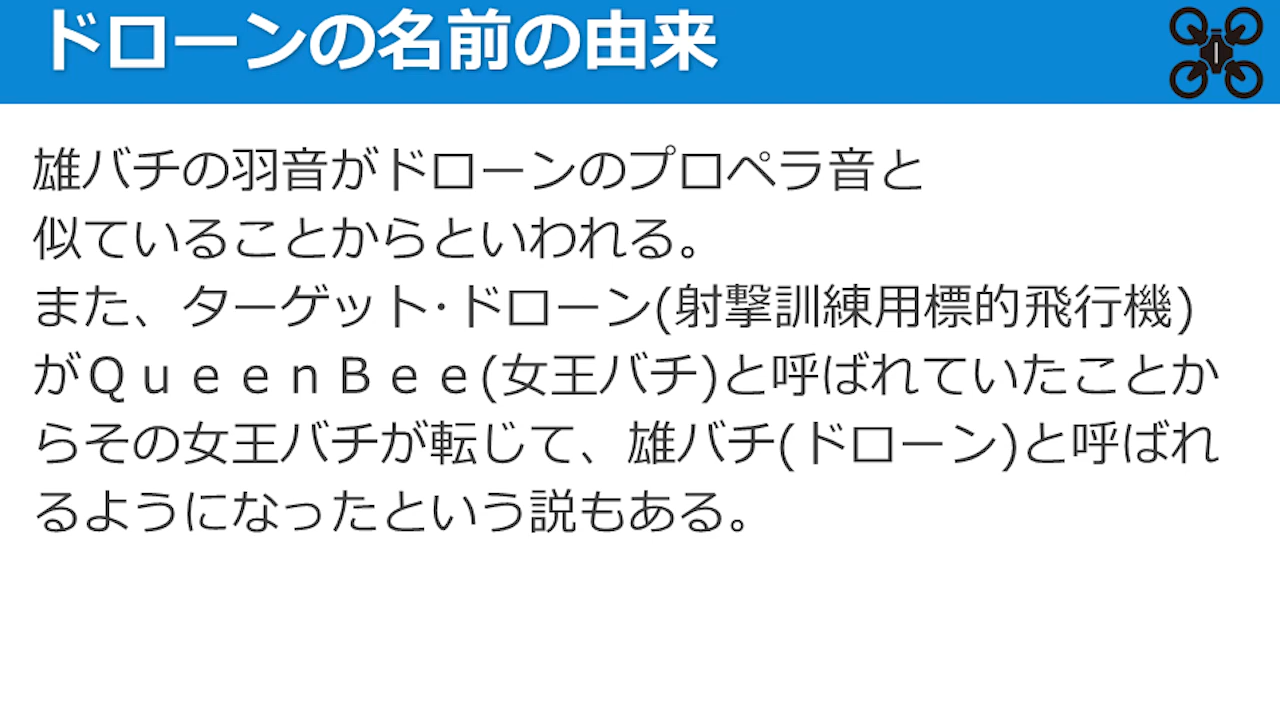 ドローンの名前の由来
雄バチの羽音がドローンのプロペラ音と
似ていることからといわれる。
また、ターゲット・ドローン(射撃訓練用標的飛行機)
がＱｕｅｅｎＢｅｅ(女王バチ)と呼ばれていたことか
らその女王バチが転じて、雄バチ(ドローン)と呼ばれ
るようになったという説もある。